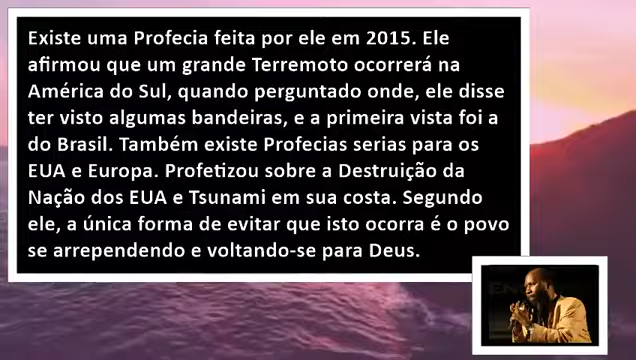 Existe uma Profecia feita por ele em 2015. Ele
afirmou que um grande Terremoto ocorrerá na
América do Sul, quando perguntado onde, ele disse
ter visto algumas bandeiras, e a primeira vista foi a
do Brasil. Também existe Profecias serias para os
EUA e Europa. Profetizou sobre a Destruição da
Nação dos EUA e Tsunami em sua costa. Segundo
ele, a única forma de evitar que isto ocorra é o povo
se arrependendo e voltando-se para Deus.